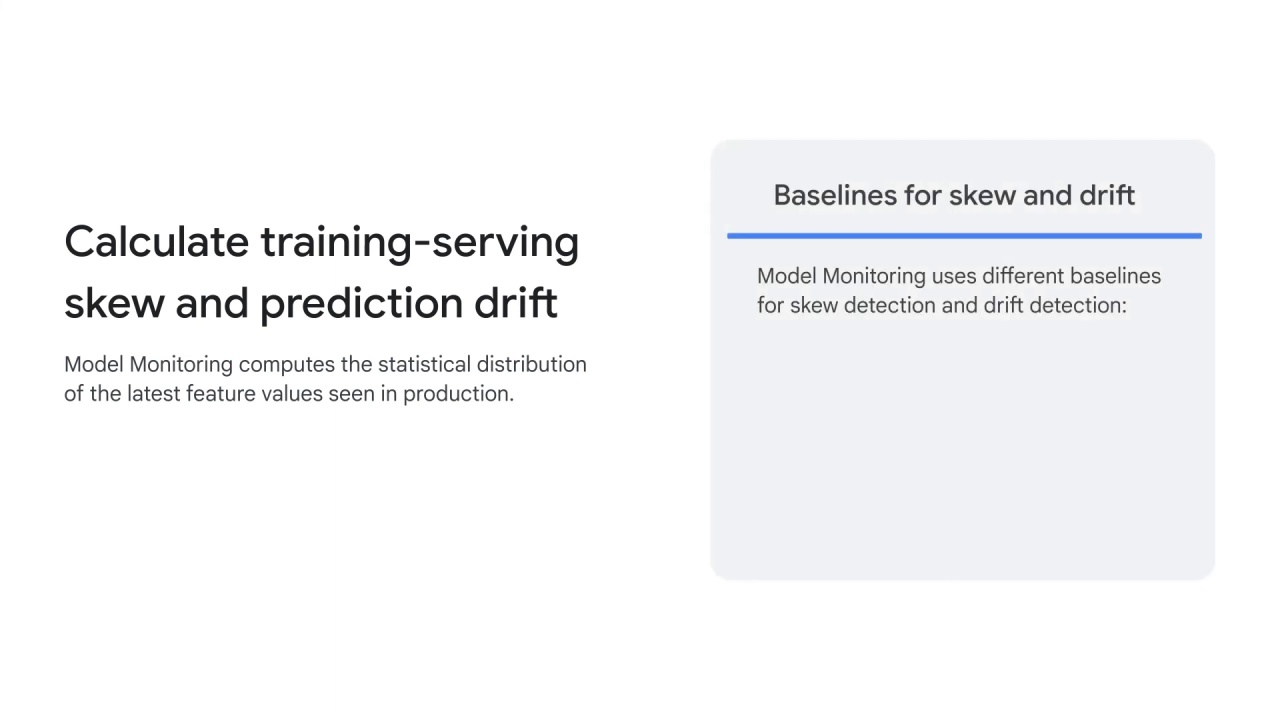 Calculate training-serving
skew and prediction drift
Model Monitoring computes the statistical distribution
of the latest feature values seen in production.
Baselines for skew and drift
Model Monitoring uses different baselines
for skew detection and drift detection: